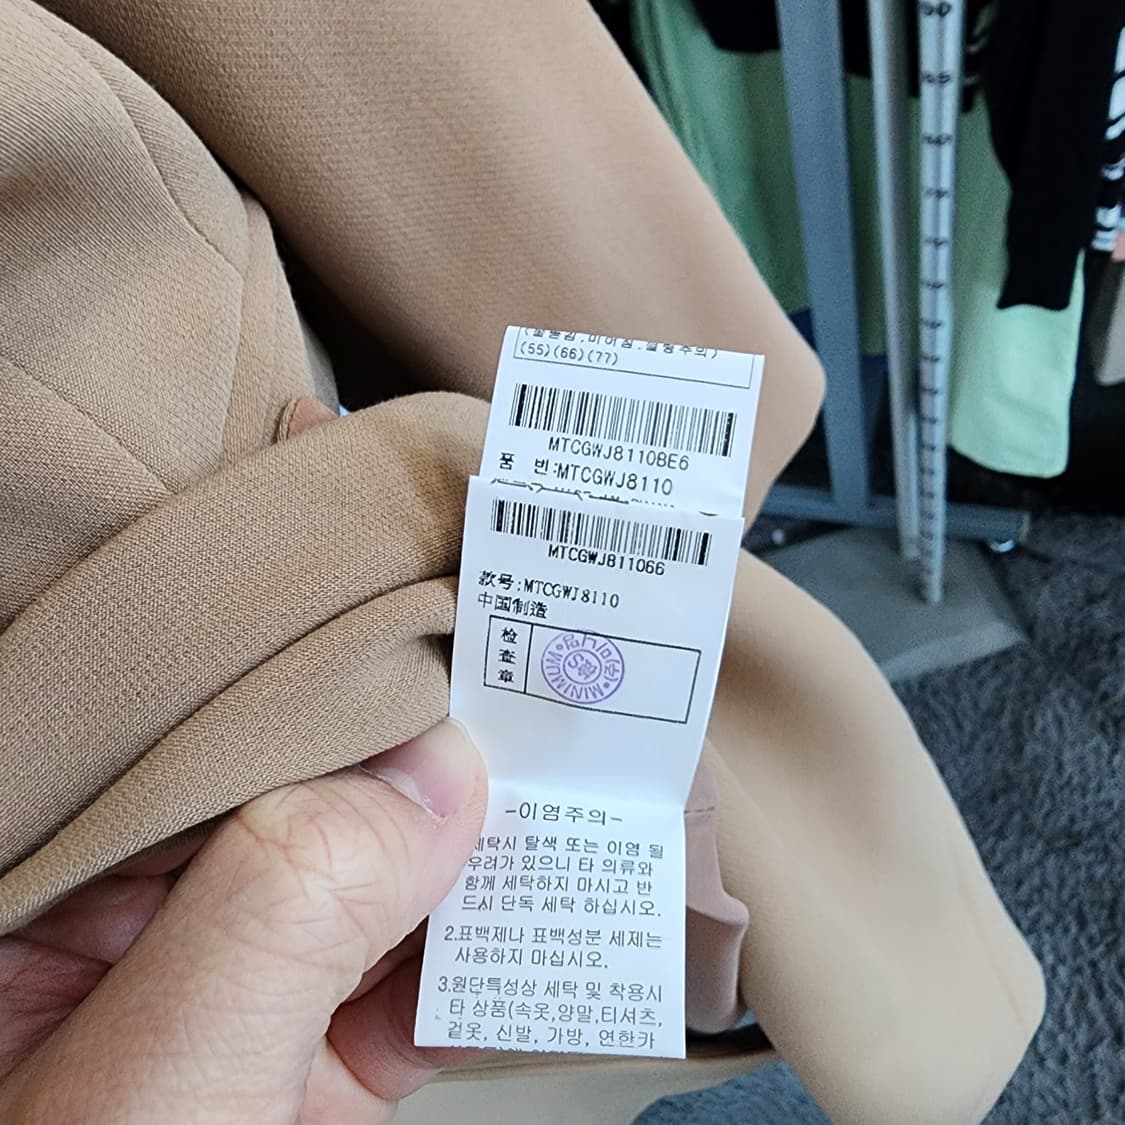 (55)(66)(77)
MTCGWJ8110BE6
품 번:MTCGWJ8110
MTCGWJ811066
款号:MTCGWJ8110
中国制造
检查章
MINIMUM
-이염주의-
세탁시 탈색 또는 이염 될
우려가 있으니 타 의류와
함께 세탁하지 마시고 반
드시 단독 세탁 하십시오.
2.표백제나 표백성분 세제는
사용하지 마십시오.
3.원단특성상 세탁 및 착용시
타 상품(속옷,양말,티셔츠,
겉옷, 신발, 가방, 연한카